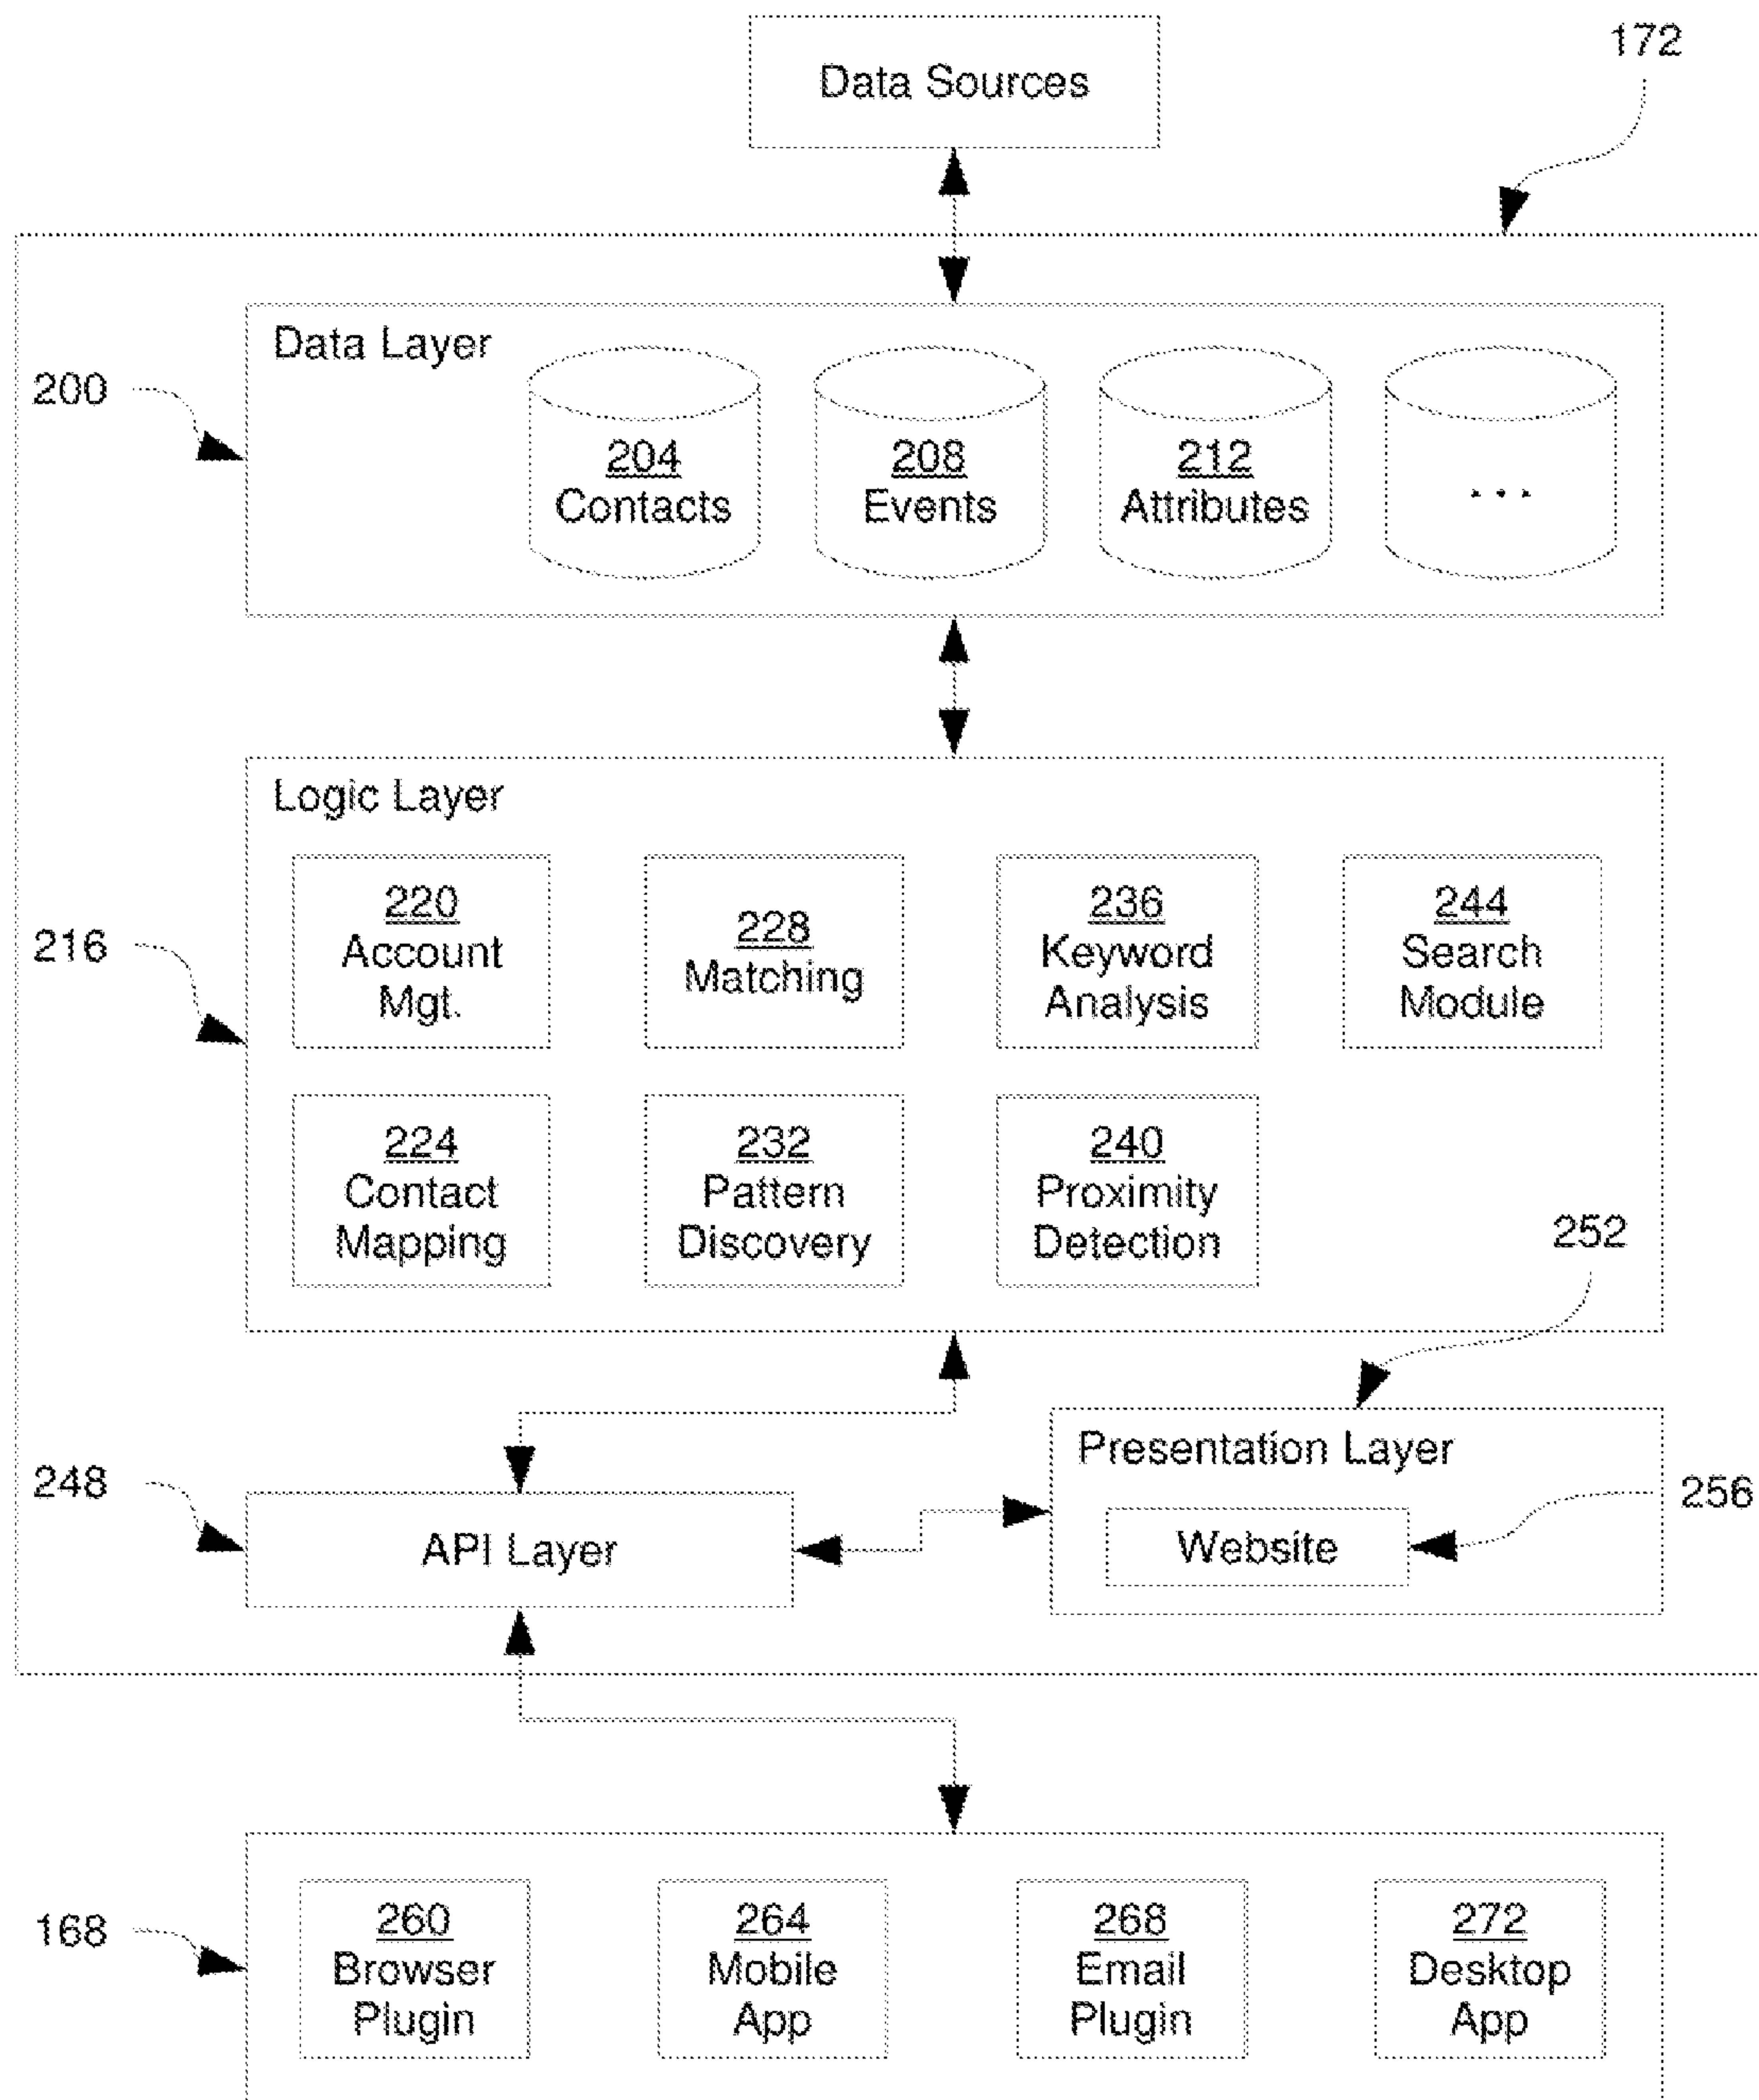 172
Data Sources
Data Layer
200
204
Contacts
208
Events
212
Attributes
...
Logic Layer
216
220
Account
Mgt.
228
Matching
236
Keyword
Analysis
244
Search
Module
224
Contact
Mapping
232
Pattern
Discovery
240
Proximity
Detection
252
248
API Layer
Presentation Layer
256
Website
168
260
Browser
Plugin
264
Mobile
App
268
Email
Plugin
272
Desktop
App